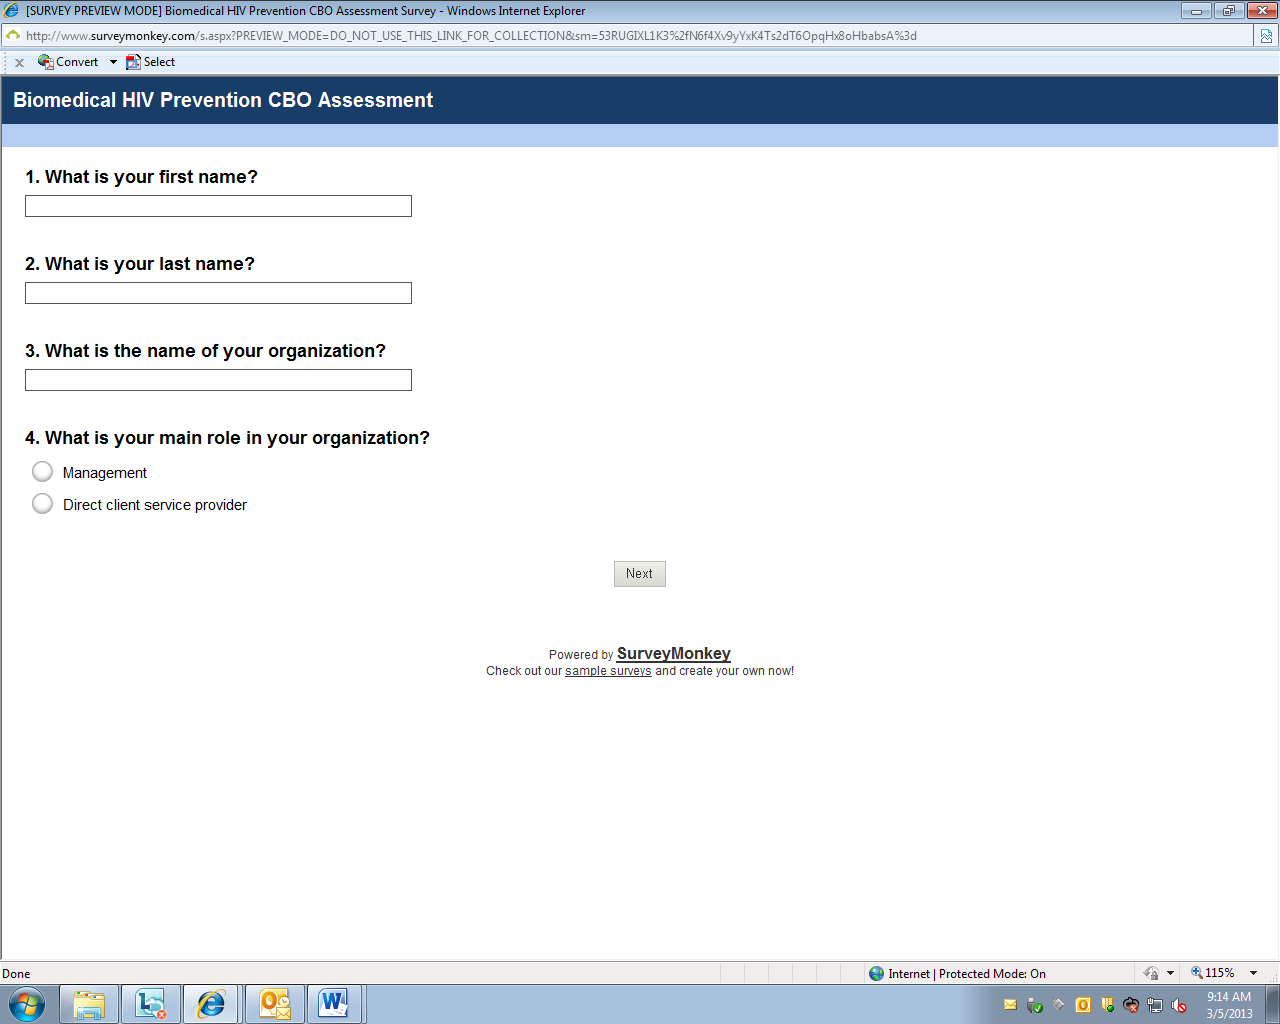 [SURVEY PREVIEW MODE] Biomedical HIV Prevention CBO Assessment Survey - Windows Internet Explorer
http://www.surveymonkey.com/s.aspx?PREVIEW_MODE=DO_NOT_USE_THIS_LINK_FOR_COLLECTION&sm=53RUGIXL1K3%2fN6f4Xv9yYxK4Ts2dT6OpqHx8oHbabsA%3d
x Convert Select
Biomedical HIV Prevention CBO Assessment
1. What is your first name?
2. What is your last name?
3. What is the name of your organization?
4. What is your main role in your organization?
Management
Direct client service provider
Next
Powered by SurveyMonkey
Check out our sample surveys and create your own now!
Done Internet | Protected Mode: On 115%
9:14 AM
3/5/2013